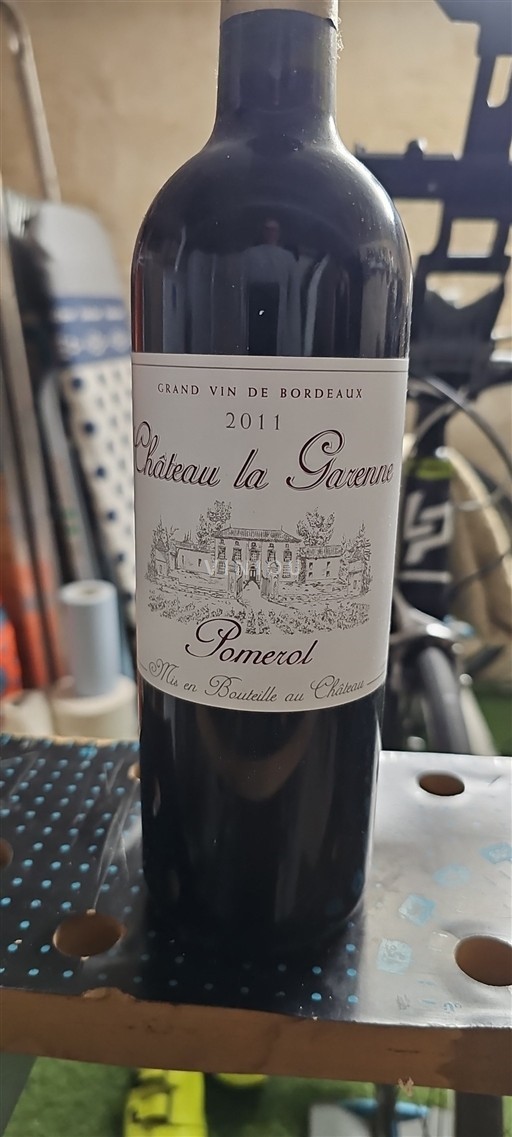 GRAND VIN DE BORDEAUX
2011
Château la Garenne
Pomerol
Mis en Bouteille au Château